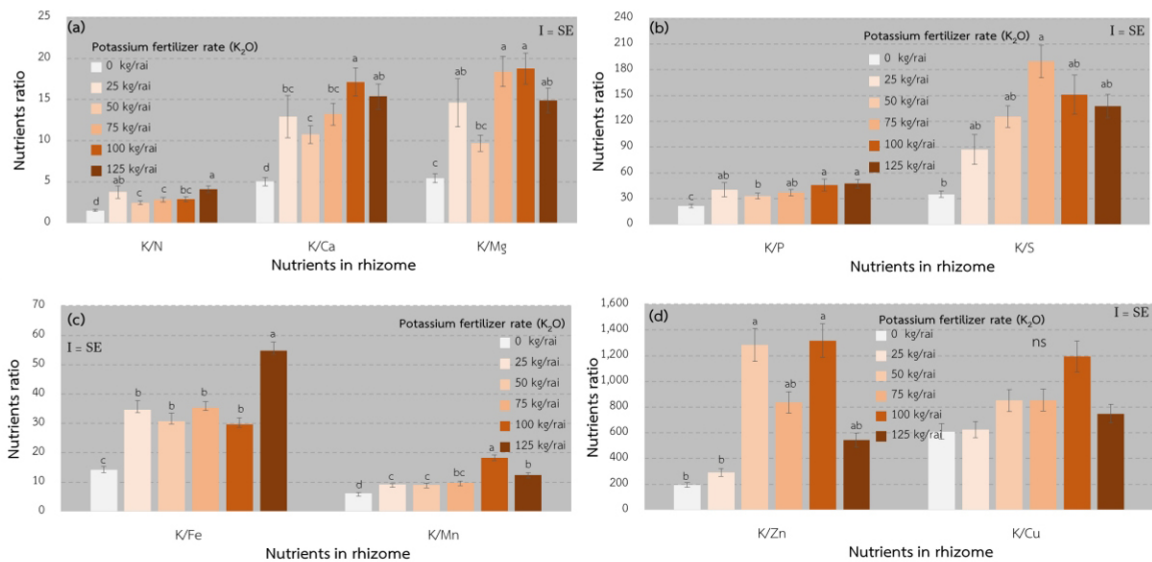 (a)
I = SE
Potassium fertilizer rate (K₂O)
0 kg/rai
25 kg/rai
50 kg/rai
75 kg/rai
100 kg/rai
125 kg/rai
Nutrients ratio
25
20
15
10
5
0
d ab c c bc a
d bc c bc a ab
d ab bc a a ab
K/N K/Ca K/Mg
Nutrients in rhizome
(b)
I = SE
Potassium fertilizer rate (K₂O)
0 kg/rai
25 kg/rai
50 kg/rai
75 kg/rai
100 kg/rai
125 kg/rai
Nutrients ratio
240
210
180
150
120
90
60
30
0
c ab b ab a a
b ab ab a ab ab
K/P K/S
Nutrients in rhizome
(c)
I = SE
Potassium fertilizer rate (K₂O)
0 kg/rai
25 kg/rai
50 kg/rai
75 kg/rai
100 kg/rai
125 kg/rai
Nutrients ratio
70
60
50
40
30
20
10
0
c b b b b a
d c c bc a b
K/Fe K/Mn
Nutrients in rhizome
(d)
I = SE
Potassium fertilizer rate (K₂O)
0 kg/rai
25 kg/rai
50 kg/rai
75 kg/rai
100 kg/rai
125 kg/rai
Nutrients ratio
1,600
1,400
1,200
1,000
800
600
400
200
0
b b a ab a ab
ns
K/Zn K/Cu
Nutrients in rhizome